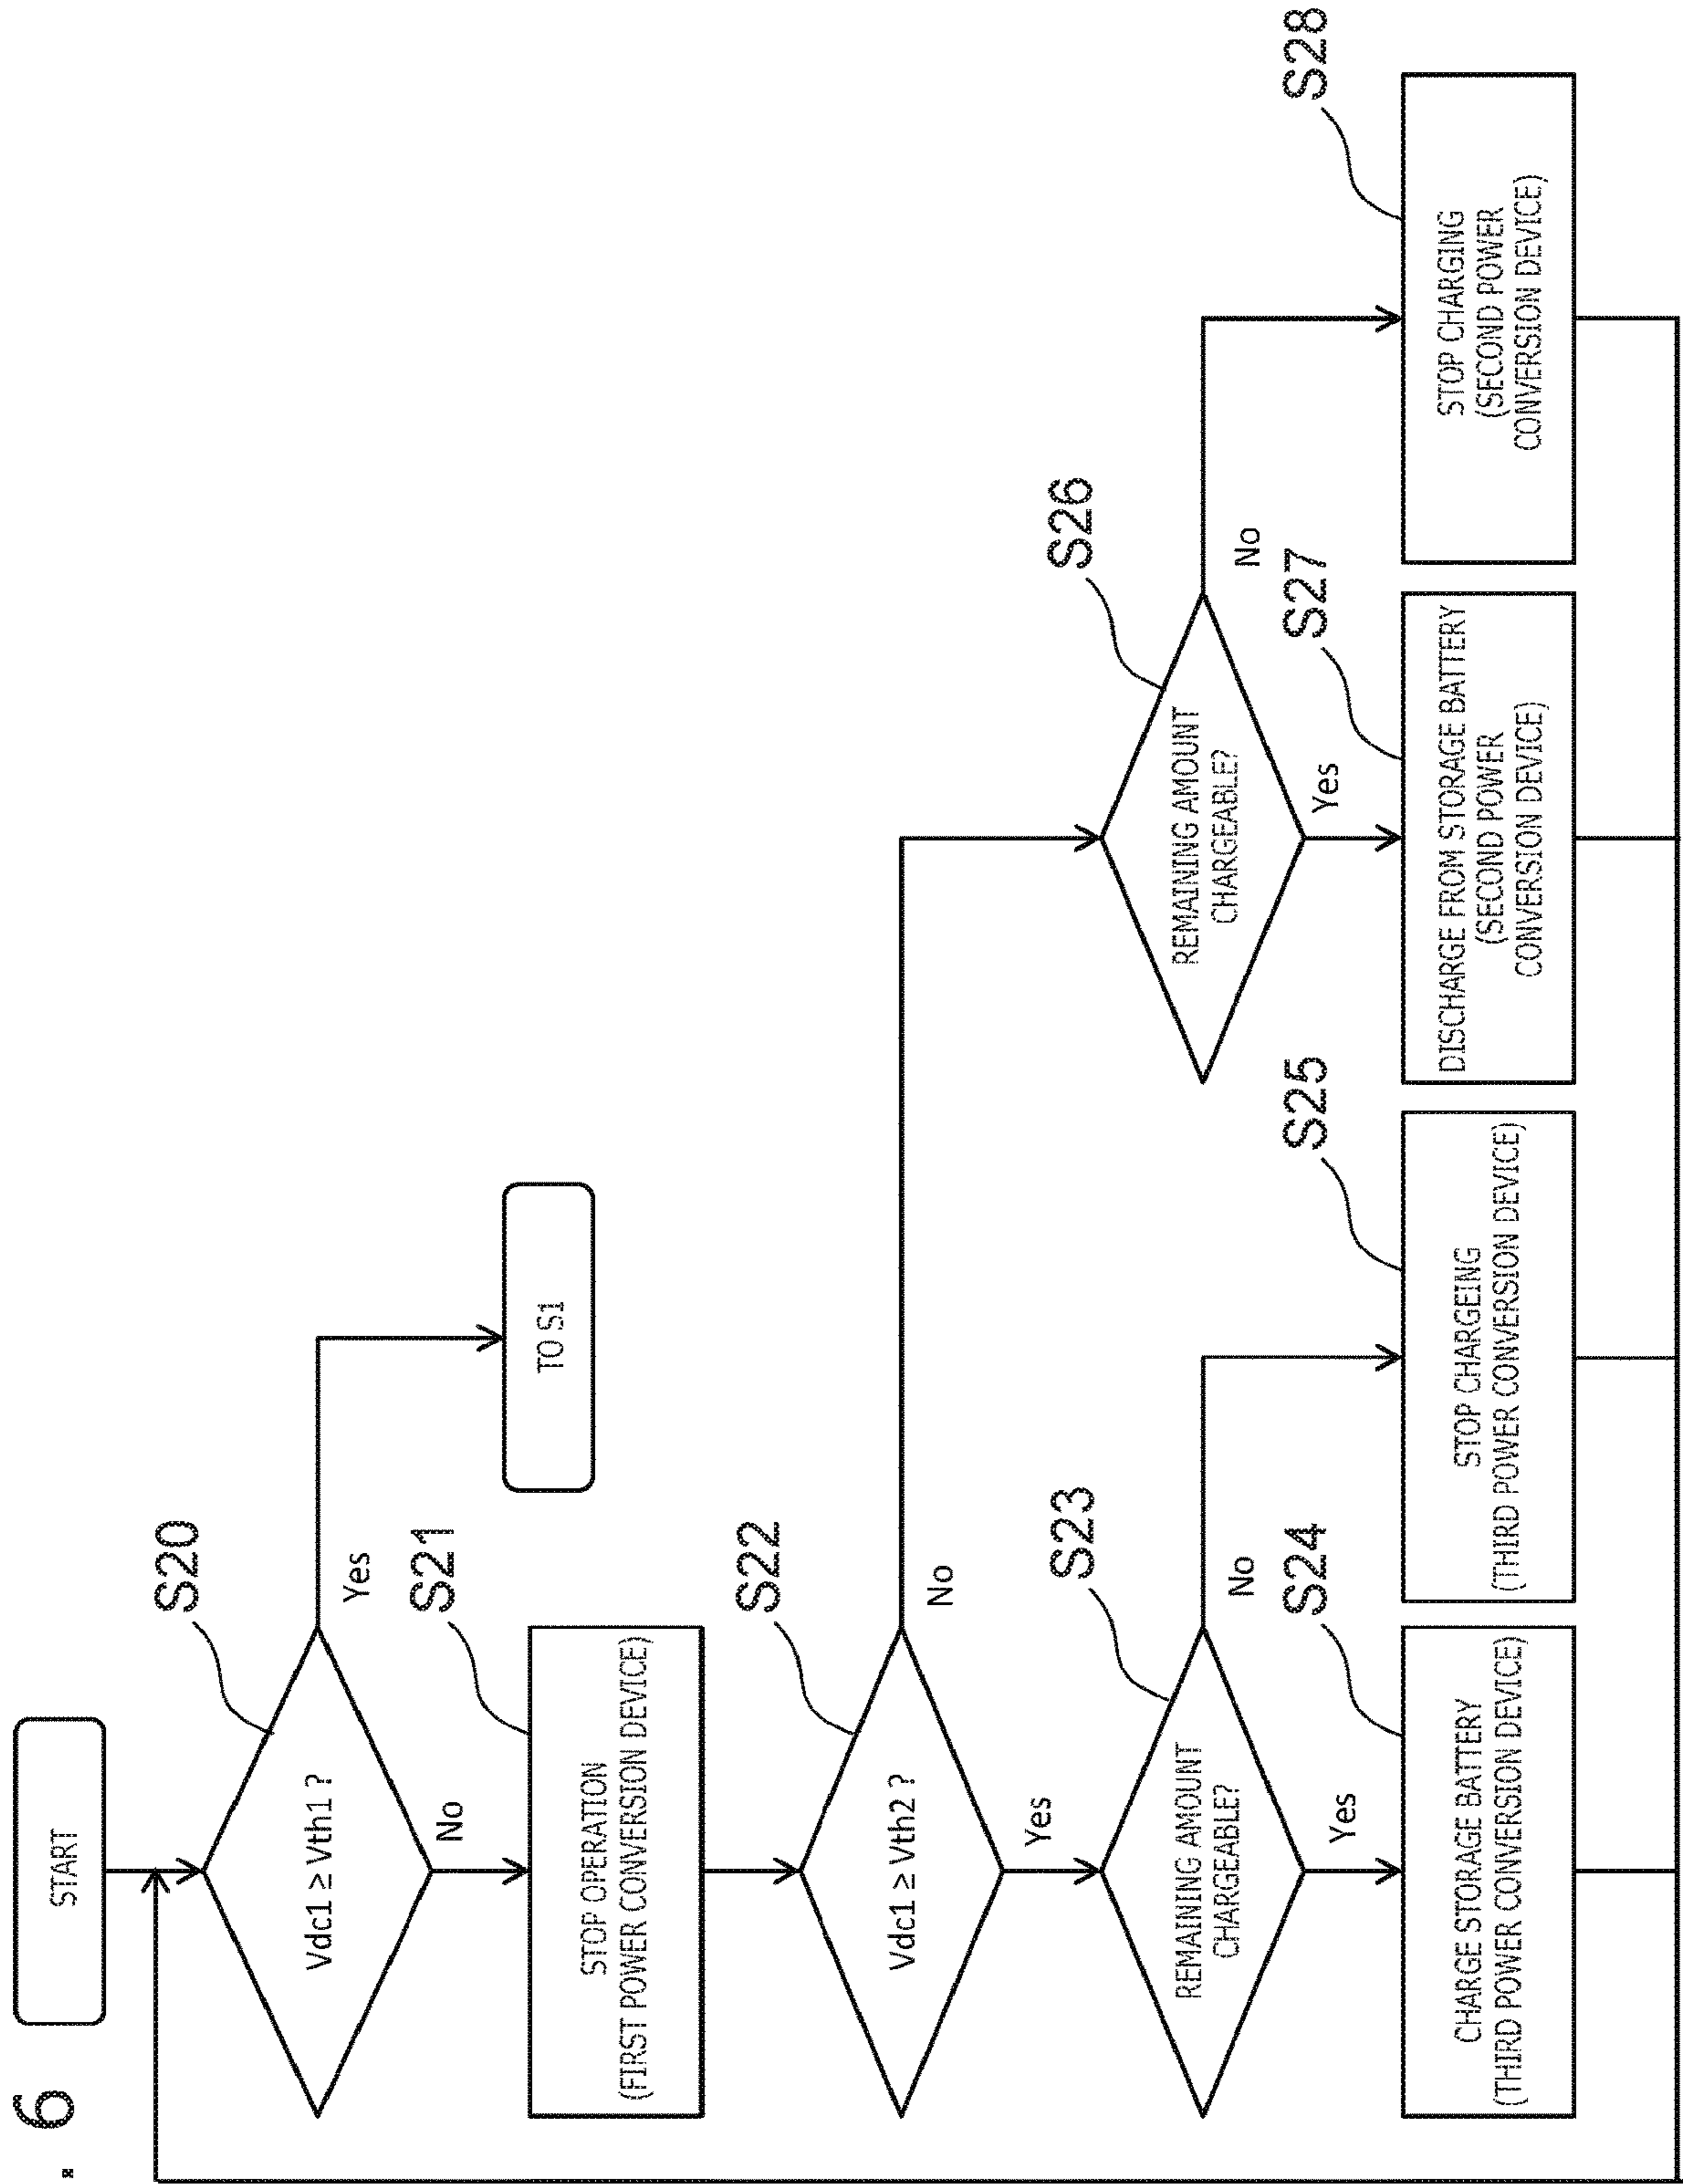 . 6
START
S20
Vdc1 ≥ Vth1 ?
Yes
No
TO S1
S21
STOP OPERATION
(FIRST POWER CONVERSION DEVICE)
S22
Vdc1 ≥ Vth2 ?
No
Yes
S23
REMAINING AMOUNT
CHARGEABLE?
No
Yes
S26
REMAINING AMOUNT
CHARGEABLE?
No
Yes
S24
CHARGE STORAGE BATTERY
(THIRD POWER CONVERSION DEVICE)
S25
STOP CHARGEING
(THIRD POWER CONVERSION DEVICE)
S27
DISCHARGE FROM STORAGE BATTERY
(SECOND POWER
CONVERSION DEVICE)
S28
STOP CHARGING
(SECOND POWER
CONVERSION DEVICE)